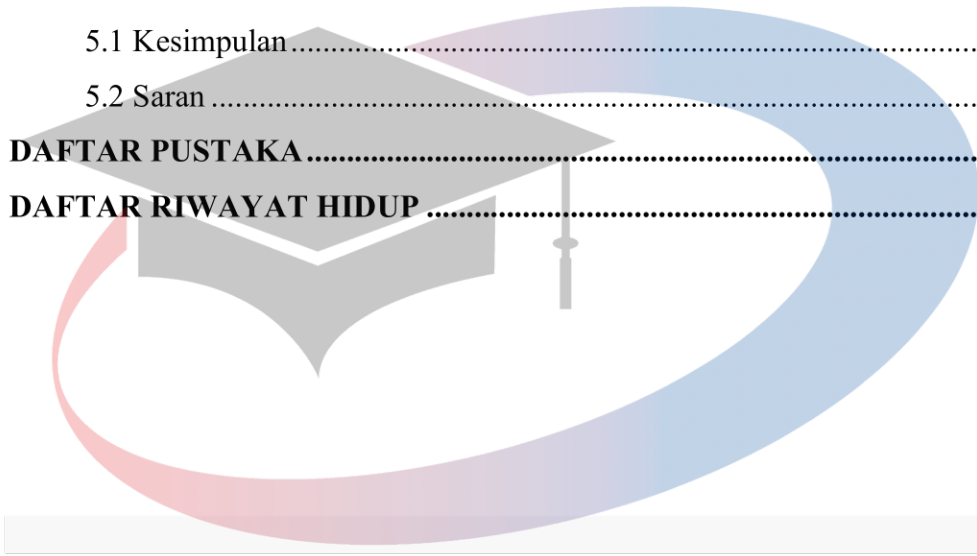 5.1 Kesimpulan....................................................................................
5.2 Saran ..............................................................................................
DAFTAR PUSTAKA....................................................................................
DAFTAR RIWAYAT HIDUP .....................................................................